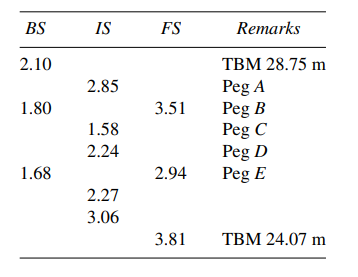 BS IS FS Remarks
2.10 TBM 28.75 m
2.85 Peg A
1.80 3.51 Peg B
1.58 Peg C
2.24 Peg D
1.68 2.94 Peg E
2.27
3.06
3.81 TBM 24.07 m